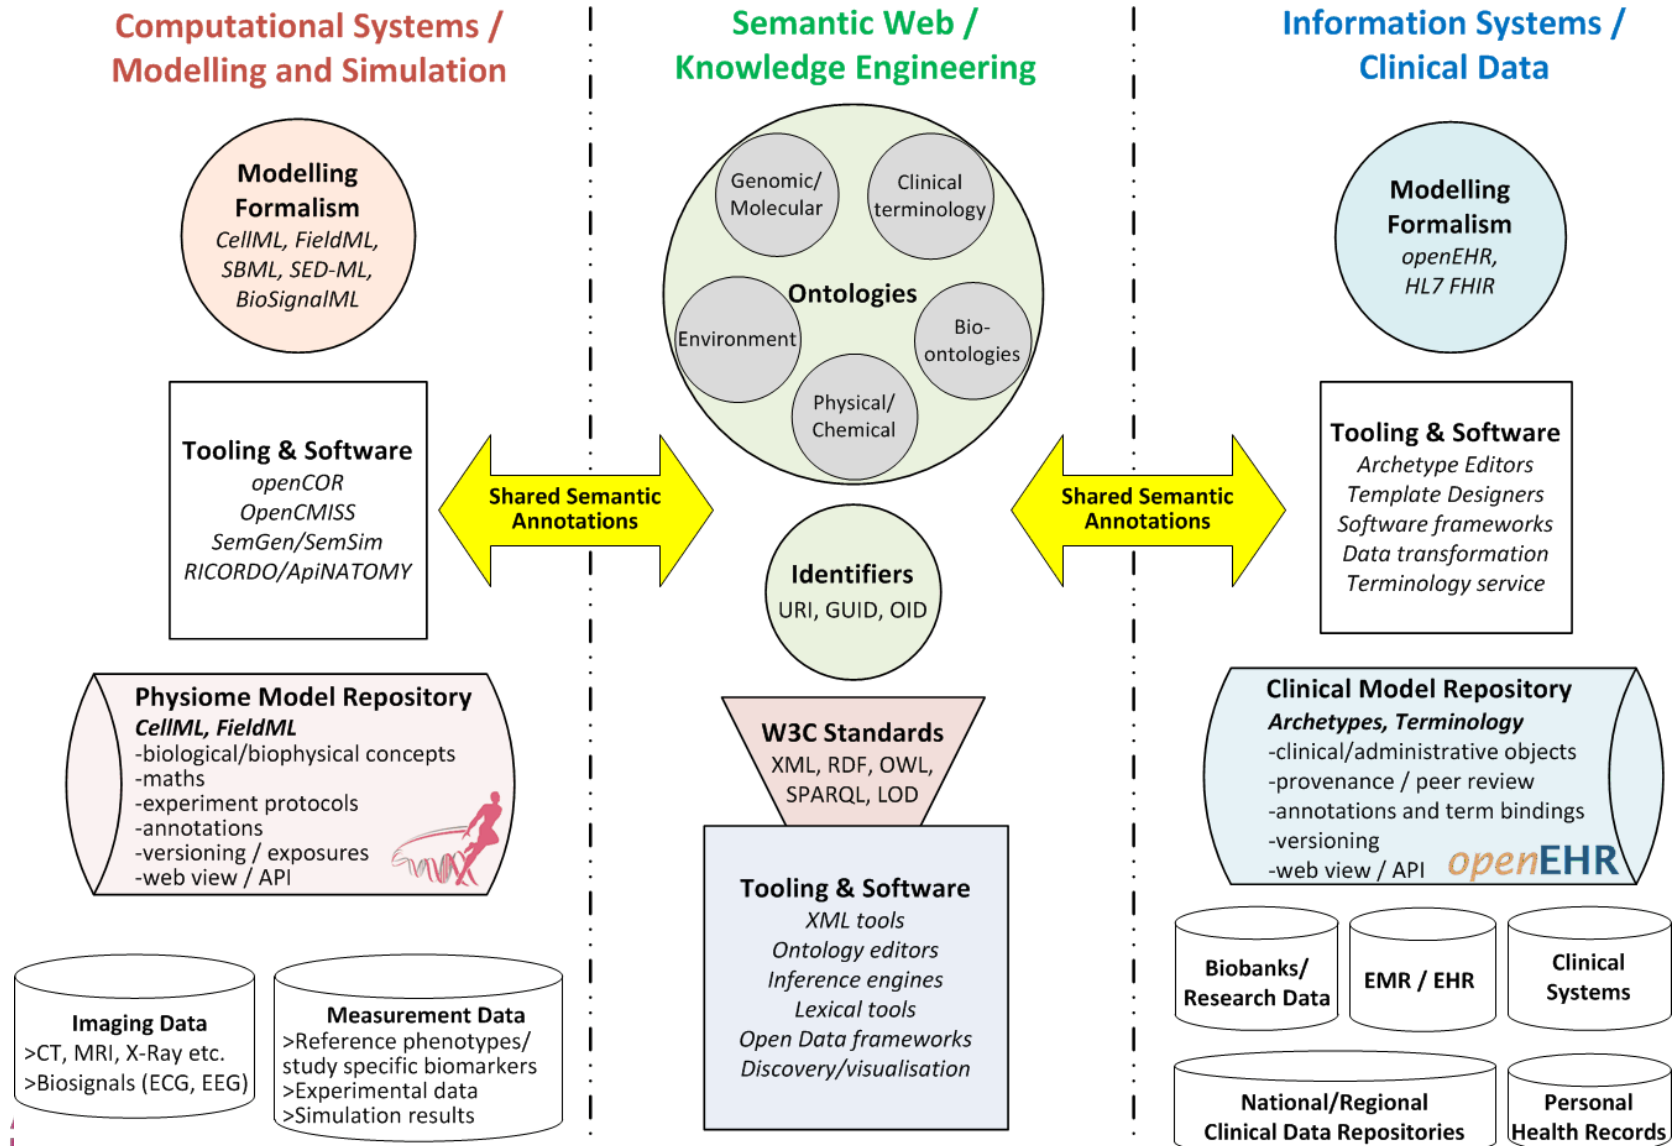 Computational Systems /
Modelling and Simulation
Modelling
Formalism
CellML, FieldML,
SBML, SED-ML,
BioSignalML
Tooling & Software
openCOR
OpenCMISS
SemGen/SemSim
RICORDO/ApiNATOMY
Physiome Model Repository
CellML, FieldML
-biological/biophysical concepts
-maths
-experiment protocols
-annotations
-versioning / exposures
-web view / API
Imaging Data
>CT, MRI, X-Ray etc.
>Biosignals (ECG, EEG)
Measurement Data
>Reference phenotypes/
study specific biomarkers
>Experimental data
>Simulation results
Shared Semantic
Annotations
Semantic Web /
Knowledge Engineering
Genomic/
Molecular
Clinical
terminology
Ontologies
Environment
Bio-
ontologies
Physical/
Chemical
Identifiers
URI, GUID, OID
W3C Standards
XML, RDF, OWL,
SPARQL, LOD
Tooling & Software
XML tools
Ontology editors
Inference engines
Lexical tools
Open Data frameworks
Discovery/visualisation
Shared Semantic
Annotations
Information Systems /
Clinical Data
Modelling
Formalism
openEHR,
HL7 FHIR
Tooling & Software
Archetype Editors
Template Designers
Software frameworks
Data transformation
Terminology service
Clinical Model Repository
Archetypes, Terminology
-clinical/administrative objects
-provenance / peer review
-annotations and term bindings
-versioning
-web view / API
openEHR
Biobanks/
Research Data
EMR / EHR
Clinical
Systems
National/Regional
Clinical Data Repositories
Personal
Health Records